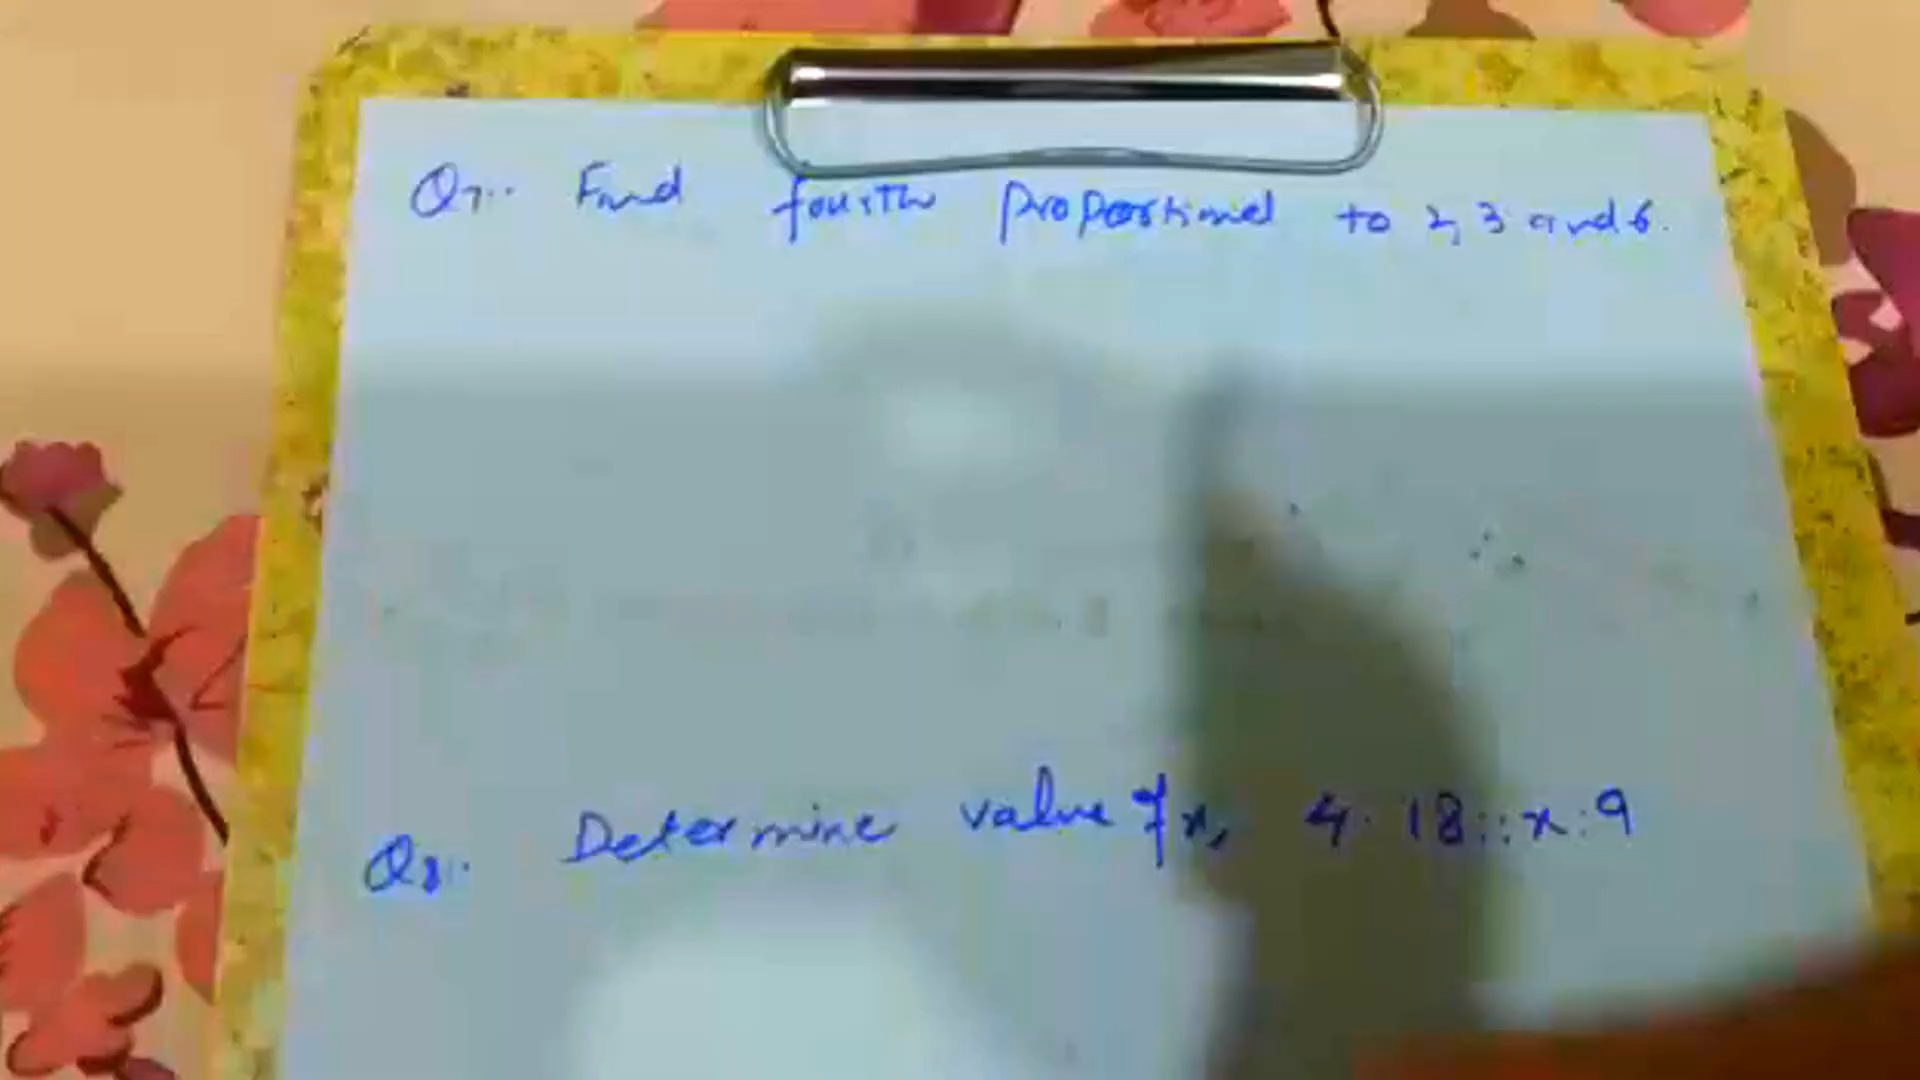 Q7.. Find fourth proportional to 2, 3 and 6.
Q8.. Determine value of x, 4:18::x:9